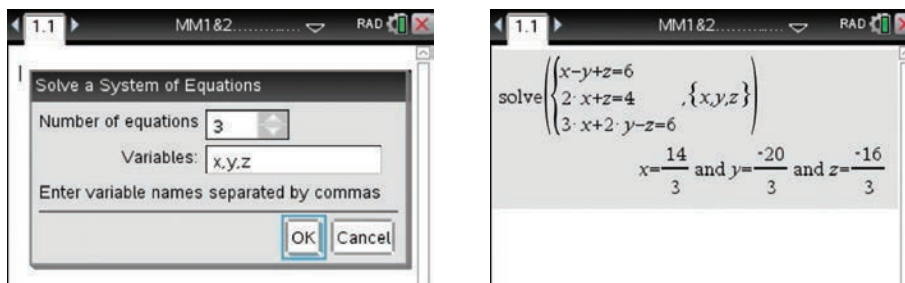 1.1 MM1&2............. RAD
Solve a System of Equations
Number of equations 3
Variables: x,y,z
Enter variable names separated by commas
OK Cancel
1.1 MM1&2............. RAD
x-y+z=6
solve 2· x+z=4 ,{x,y,z}
3· x+2· y-z=6
x=14/3 and y=-20/3 and z=-16/3